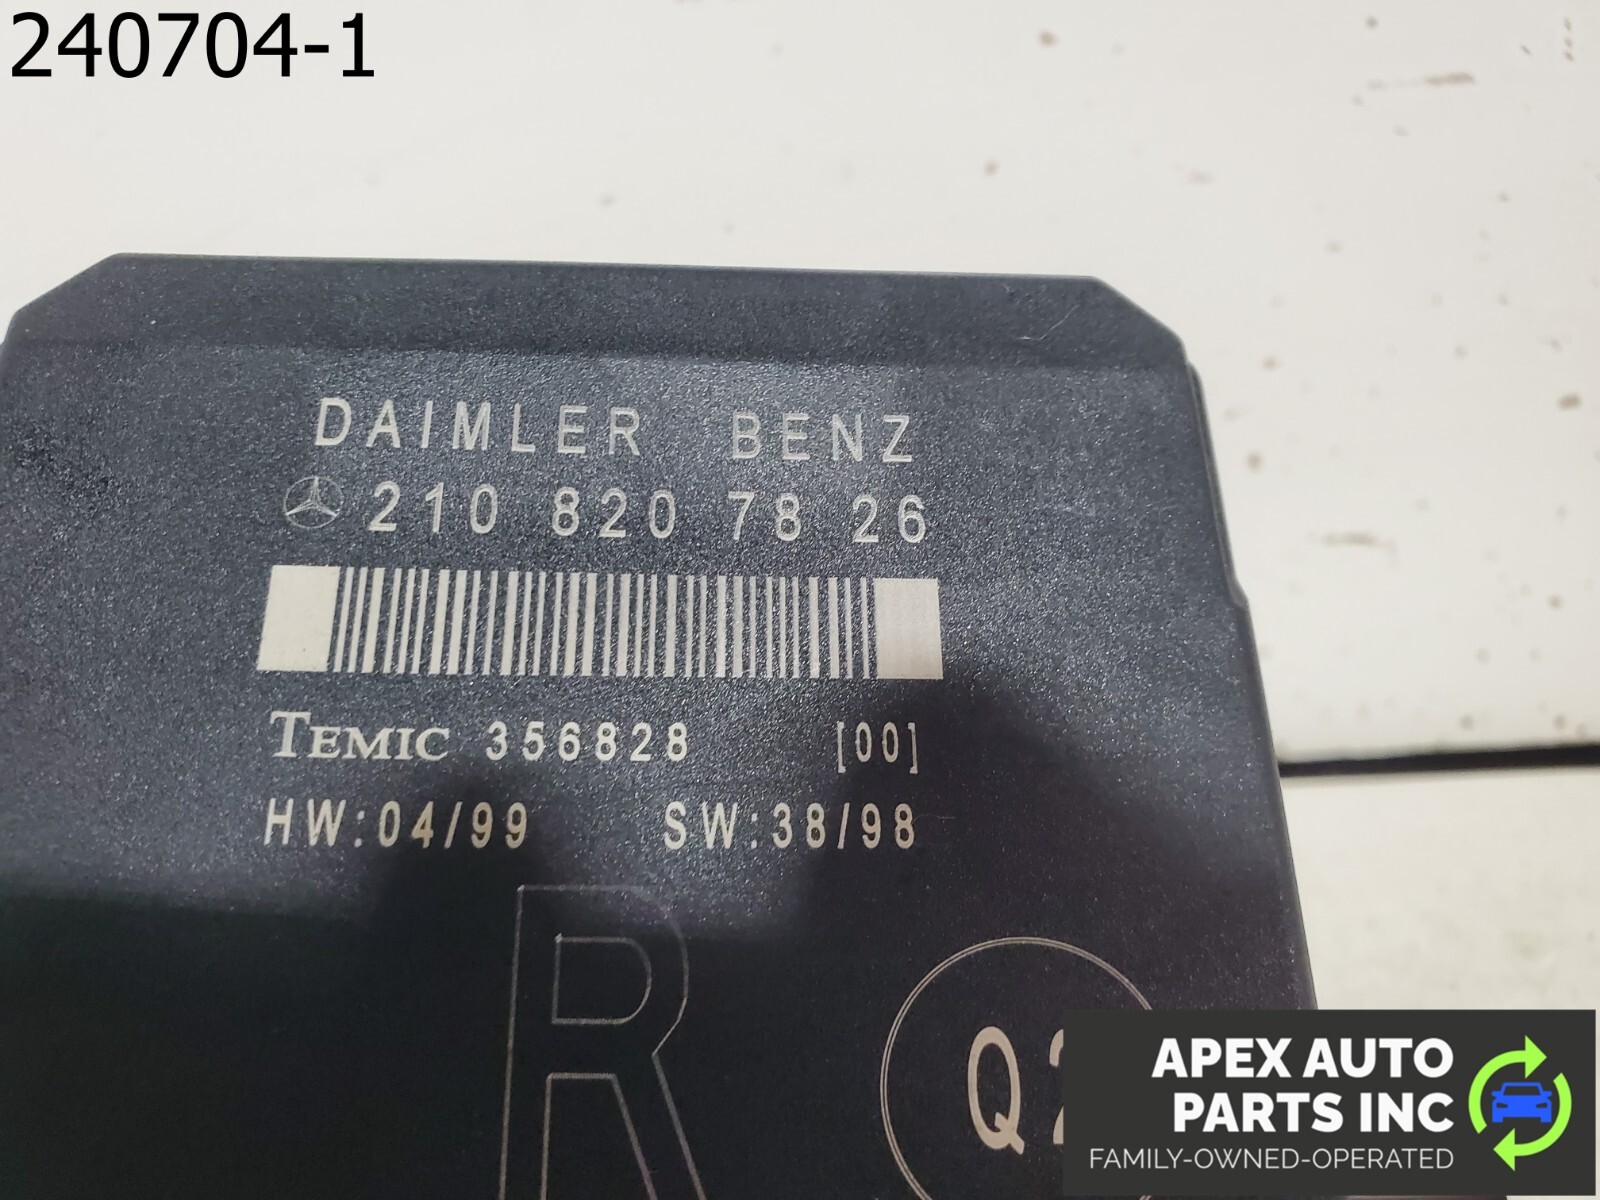 240704-1
DAIMLER BENZ
210 820 78 26
TEMIC 356828 [00]
HW:04/99 SW:38/98
R
Q
APEX AUTO
PARTS INC
FAMILY-OWNED-OPERATED